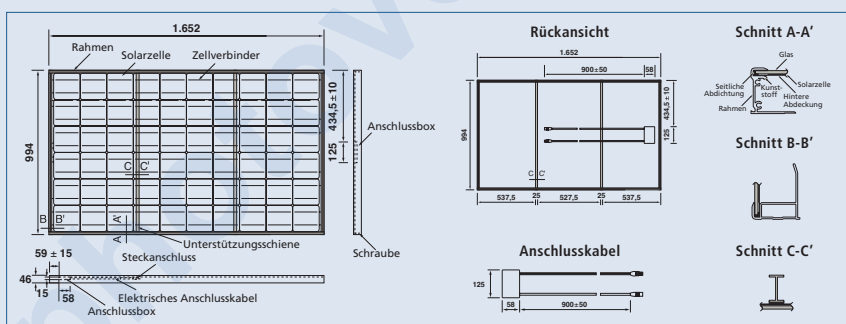 1.652
Rahmen
Solarzelle
Zellverbinder
994
434,5 ± 10
125
Anschlussbox
C C'
B B'
A'
A
Unterstützungsschiene
Steckanschluss
Schraube
59 ± 15
46
15
58
Elektrisches Anschlusskabel
Anschlussbox
Rückansicht
1.652
900±50
58
994
434,5 ± 10
125
C C'
25
25
537,5
527,5
537,5
Anschlusskabel
125
58
900±50
Schnitt A-A'
Glas
Seitliche
Abdichtung
Kunst-
stoff
Solarzelle
Hintere
Abdeckung
Rahmen
Schnitt B-B'
Schnitt C-C'